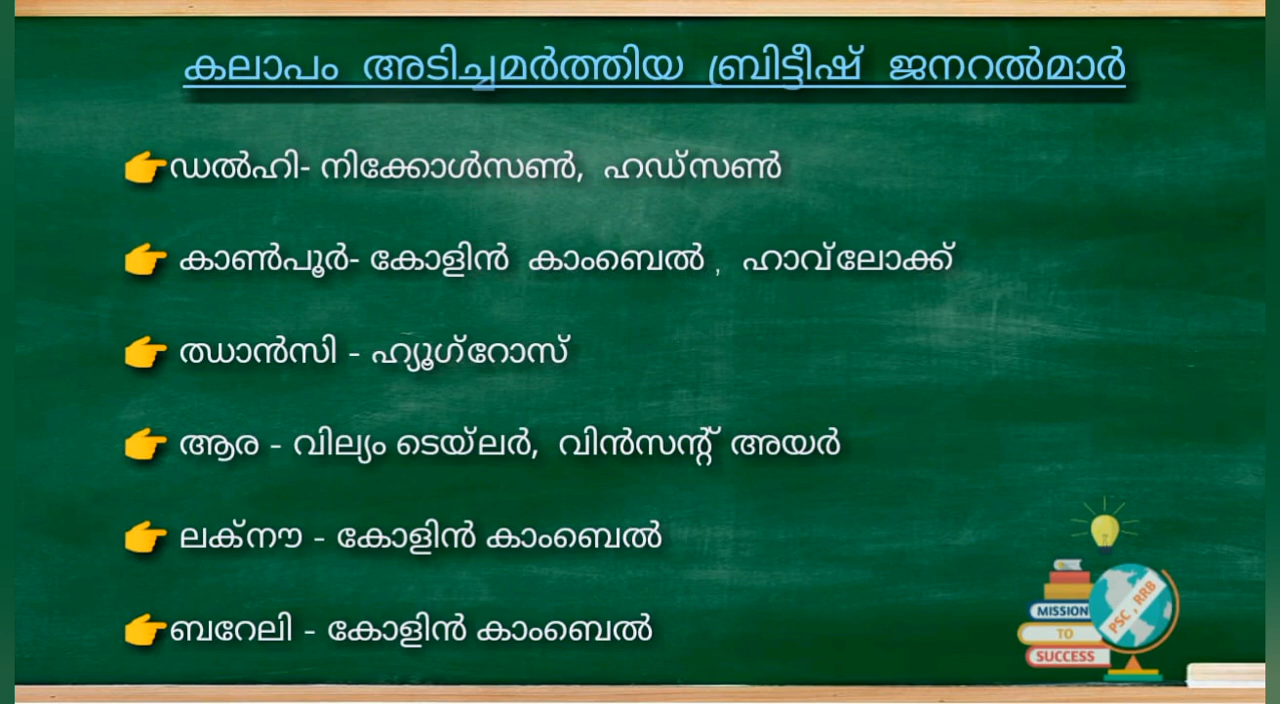 കലാപം അടിച്ചമർത്തിയ ബ്രിട്ടീഷ് ജനറൽമാർ
👉ഡൽഹി- നിക്കോൾസൺ, ഹഡ്സൺ
👉 കാൺപൂർ- കോളിൻ കാംബെൽ , ഹാവ്ലോക്ക്
👉 ഝാൻസി - ഹ്യൂഗ്റോസ്
👉 ആര - വില്യം ടെയ്ലർ, വിൻസന്റ് അയർ
👉 ലക്നൗ - കോളിൻ കാംബെൽ
👉ബറേലി - കോളിൻ കാംബെൽ
MISSION
TO
SUCCESS
PSC , RRB